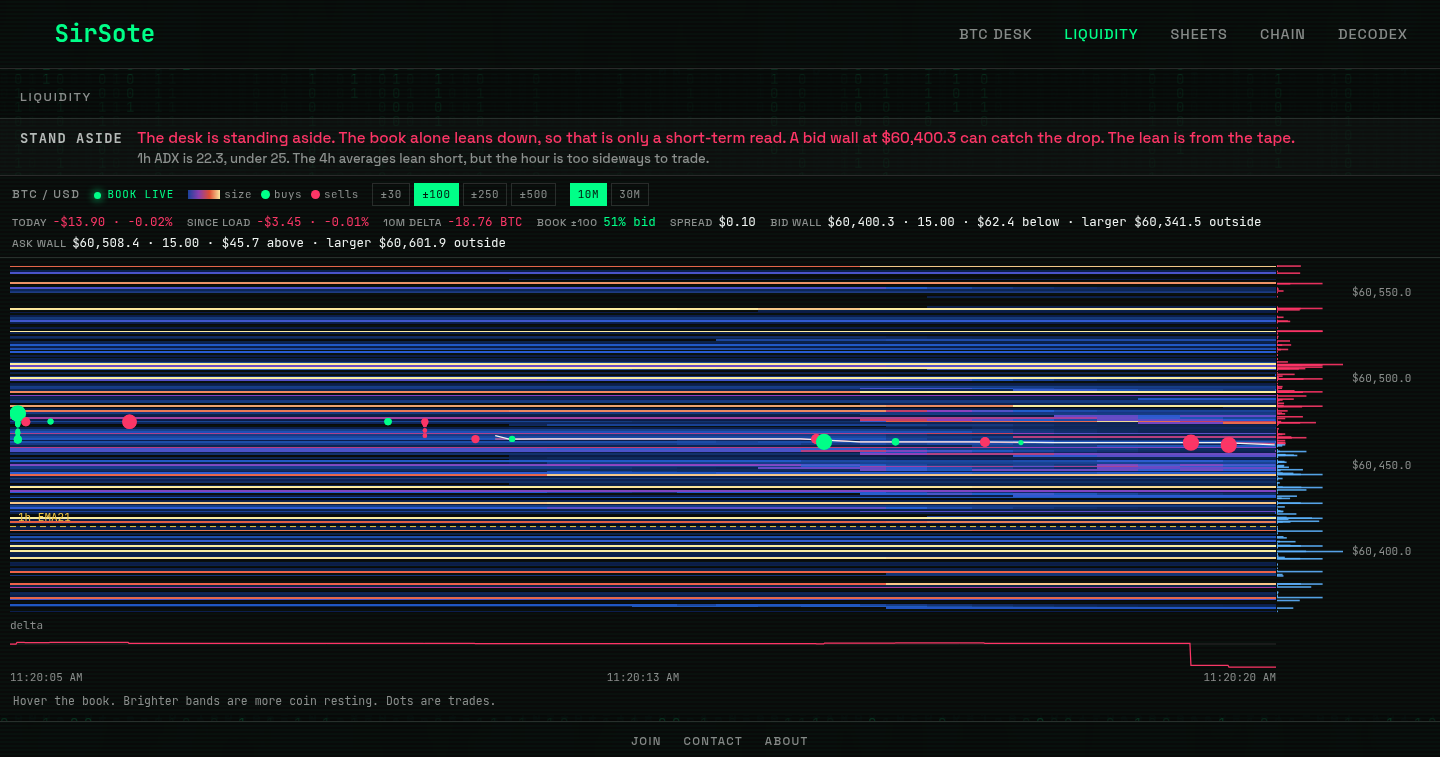 SirSote
BTC DESK LIQUIDITY SHEETS CHAIN DECODEX
LIQUIDITY
STAND ASIDE The desk is standing aside. The book alone leans down, so that is only a short-term read. A bid wall at $60,400.3 can catch the drop. The lean is from the tape.
1h ADX is 22.3, under 25. The 4h averages lean short, but the hour is too sideways to trade.
BTC / USD BOOK LIVE size buys sells ±30 ±100 ±250 ±500 10M 30M
TODAY -$13.90 · -0.02% SINCE LOAD -$3.45 · -0.01% 10M DELTA -18.76 BTC BOOK ±100 51% bid SPREAD $0.10 BID WALL $60,400.3 · 15.00 · $62.4 below · larger $60,341.5 outside
ASK WALL $60,508.4 · 15.00 · $45.7 above · larger $60,601.9 outside
$60,550.0
$60,500.0
$60,450.0
1h EMA21
$60,400.0
delta
11:20:05 AM 11:20:13 AM 11:20:20 AM
Hover the book. Brighter bands are more coin resting. Dots are trades.
JOIN CONTACT ABOUT